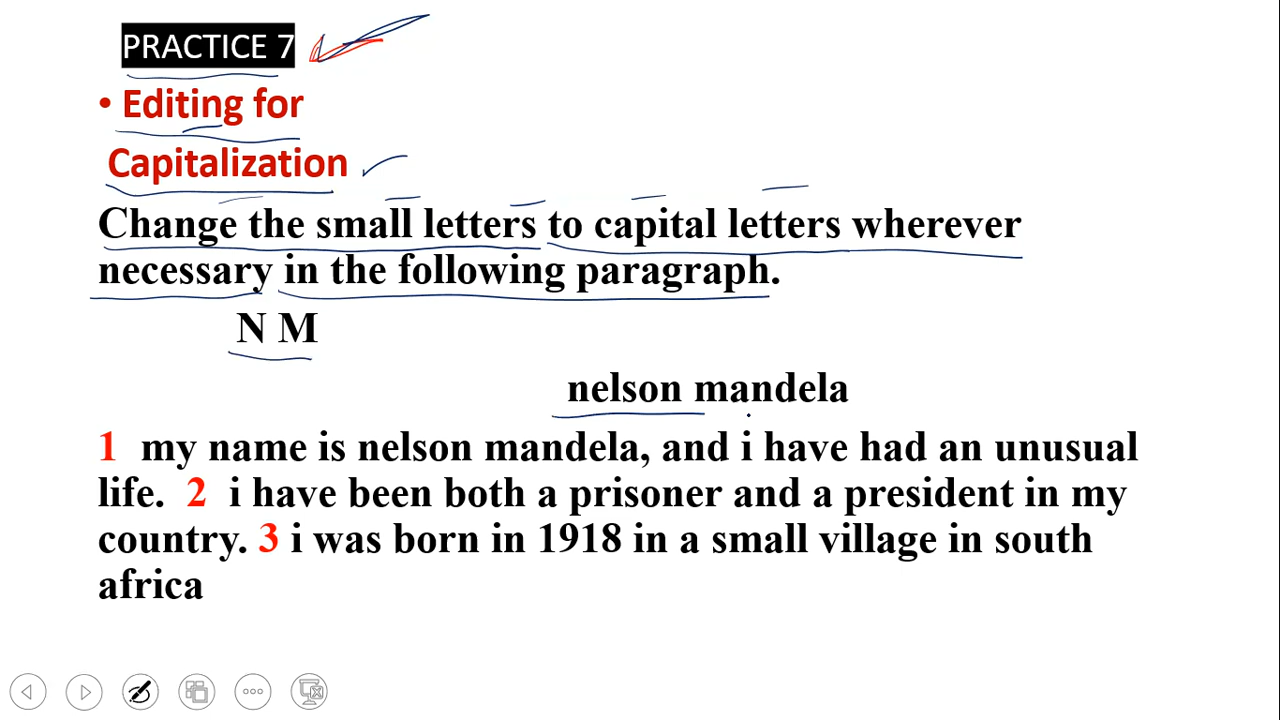 PRACTICE 7
• Editing for
Capitalization
Change the small letters to capital letters wherever
necessary in the following paragraph.
N M
nelson mandela
1 my name is nelson mandela, and i have had an unusual
life. 2 i have been both a prisoner and a president in my
country. 3 i was born in 1918 in a small village in south
africa